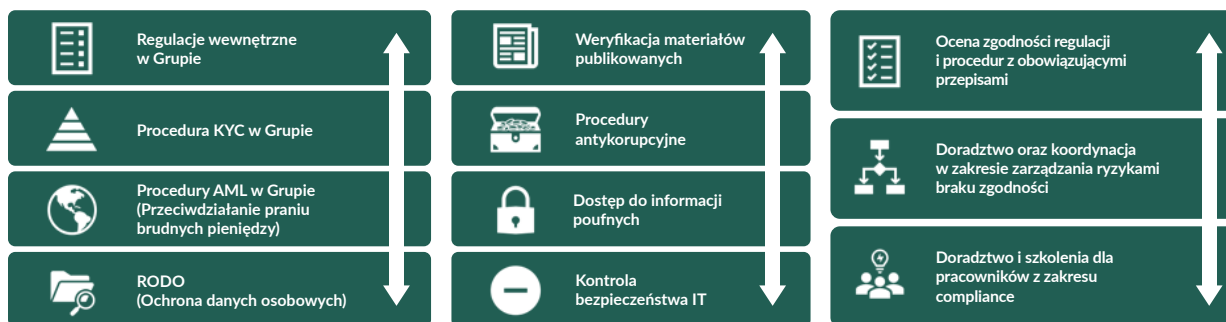 Regulacje wewnętrzne
w Grupie
Procedura KYC w Grupie
Procedury AML w Grupie
(Przeciwdziałanie praniu
brudnych pieniędzy)
RODO
(Ochrona danych osobowych)
Weryfikacja materiałów
publikowanych
Procedury
antykorupcyjne
Dostęp do informacji
poufnych
Kontrola
bezpieczeństwa IT
Ocena zgodności regulacji
i procedur z obowiązującymi
przepisami
Doradztwo oraz koordynacja
w zakresie zarządzania ryzykami
braku zgodności
Doradztwo i szkolenia dla
pracowników z zakresu
compliance